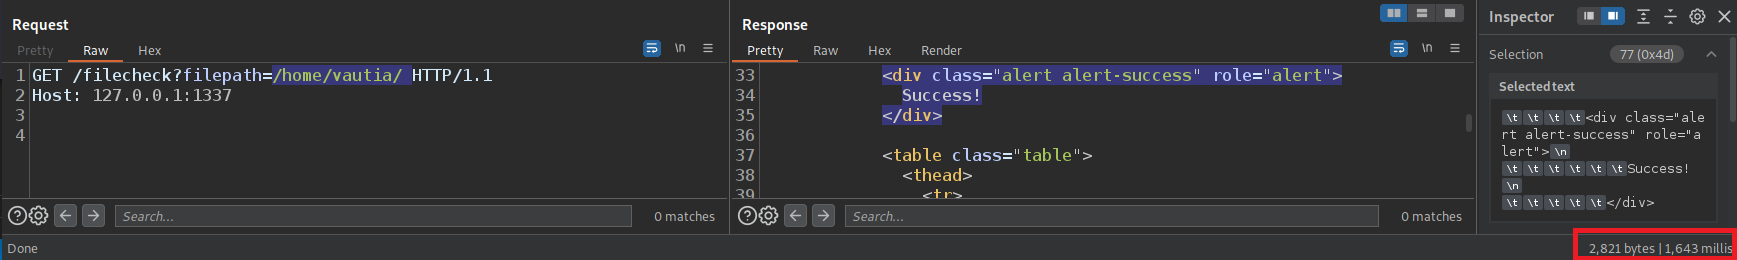 Request
Pretty Raw Hex \n
1 GET /filecheck?filepath=/home/vautia/ HTTP/1.1
2 Host: 127.0.0.1:1337
3
4
Search... 0 matches
Response
Pretty Raw Hex Render \n
33 <div class="alert alert-success" role="alert">
34 Success!
35 </div>
36
37 <table class="table">
38 <thead>
39 <tr>
Search... 0 matches
Inspector
Selection 77 (0x4d)
Selected text
\t \t \t \t <div class="ale
rt alert-success" role="a
lert"> \n
\t \t \t \t \t \t Success!
\n
\t \t \t \t \t </div>
Done
2,821 bytes | 1,643 millis